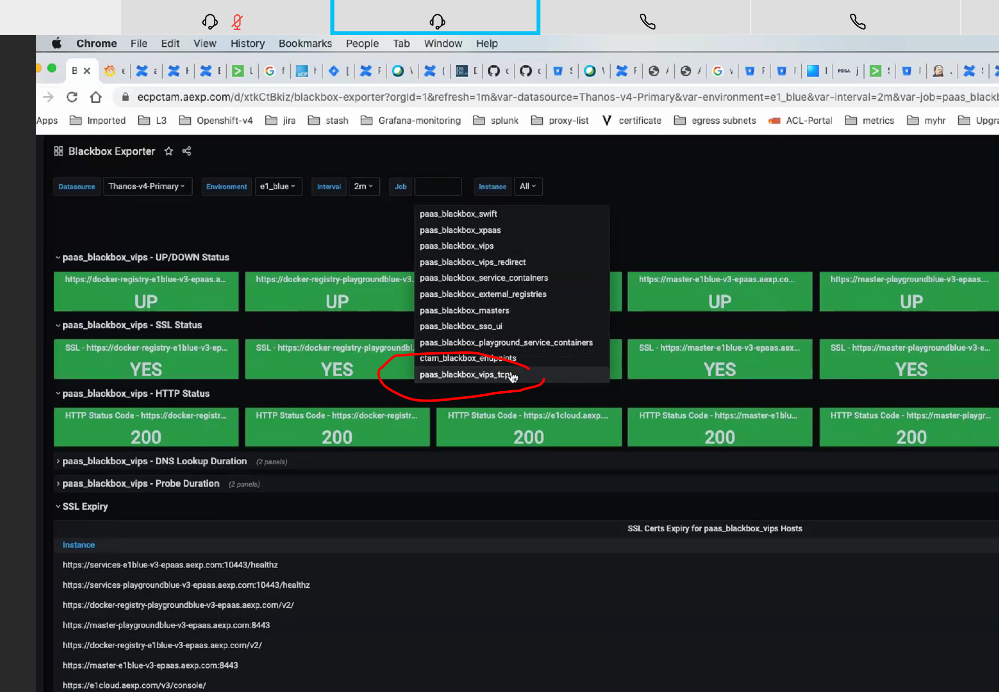 Chrome File Edit View History Bookmarks People Tab Window Help
B
ecpctam.aexp.com/d/xtkCtBkiz/blackbox-exporter?orgId=1&refresh=1m&var-datasource=Thanos-v4-Primary&var-environment=e1_blue&var-interval=2m&var-job=paas_blackb
Apps Imported L3 Openshift-v4 jira stash Grafana-monitoring splunk proxy-list certificate egress subnets ACL-Portal metrics myhr Upgra
Blackbox Exporter
Datasource Thanos-v4-Primary Environment e1_blue Interval 2m Job Instance All
paas_blackbox_swift
paas_blackbox_xpaas
paas_blackbox_vips
paas_blackbox_vips_redirect
paas_blackbox_service_containers
paas_blackbox_external_registries
paas_blackbox_masters
paas_blackbox_sso_ui
paas_blackbox_playground_service_containers
ctam_blackbox_endpoints
paas_blackbox_vips_tcp
paas_blackbox_vips - UP/DOWN Status
https://docker-registry-e1blue-v3-epaas.a... https://docker-registry-playgroundblue-v3. https://master-e1blue-v3-epaas.aexp.co... https://master-playgroundblue-v3-epaas....
UP UP UP UP
paas_blackbox_vips - SSL Status
SSL - https://docker-registry-e1blue-v3-ep... SSL - https://docker-registry-playgroundbl. SSL - https://master-e1blue-v3-epaas.aex... SSL - https://master-playgroundblue-v3-e...
YES YES YES YES
paas_blackbox_vips - HTTP Status
HTTP Status Code - https://docker-registr... HTTP Status Code - https://docker-registr... HTTP Status Code - https://e1cloud.aexp.... HTTP Status Code - https://master-e1blu... HTTP Status Code - https://master-playgr...
200 200 200 200 200
paas_blackbox_vips - DNS Lookup Duration (2 panels)
paas_blackbox_vips - Probe Duration (2 panels)
SSL Expiry
SSL Certs Expiry for paas_blackbox_vips Hosts
Instance
https://services-e1blue-v3-epaas.aexp.com:10443/healthz
https://services-playgroundblue-v3-epaas.aexp.com:10443/healthz
https://docker-registry-playgroundblue-v3-epaas.aexp.com/v2/
https://master-playgroundblue-v3-epaas.aexp.com:8443
https://docker-registry-e1blue-v3-epaas.aexp.com/v2/
https://master-e1blue-v3-epaas.aexp.com:8443
https://e1cloud.aexp.com/v3/console/